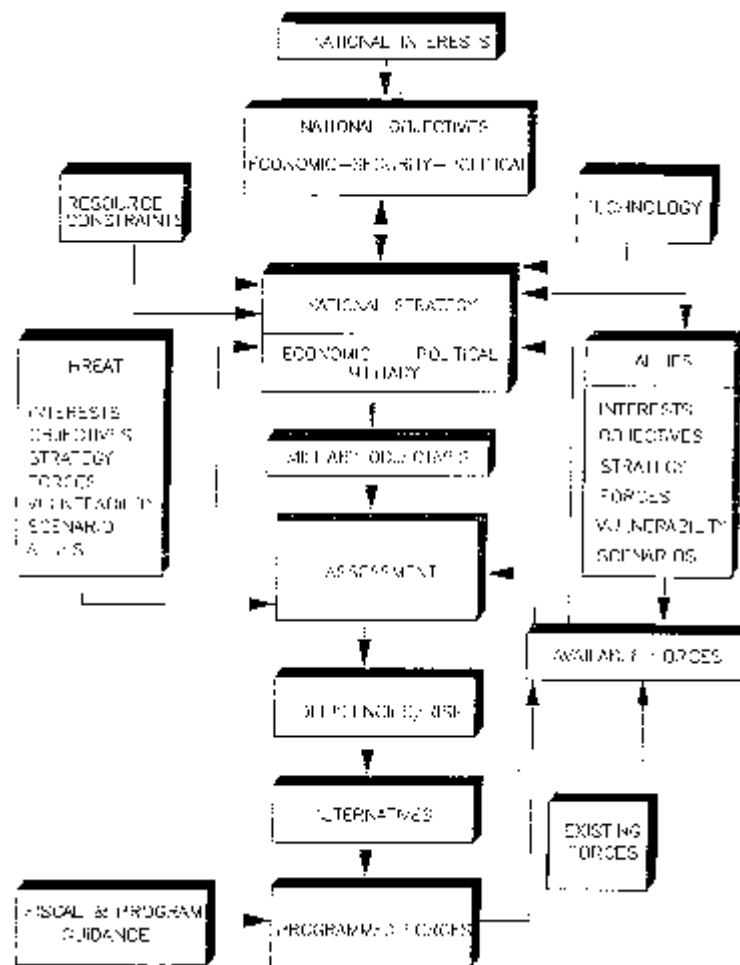 NATIONAL INTERESTS
NATIONAL OBJECTIVES
ECONOMIC-SECURITY-POLITICAL
RESOURCE
CONSTRAINTS
TECHNOLOGY
NATIONAL STRATEGY
ECONOMIC POLITICAL
MILITARY
THREAT
INTERESTS
OBJECTIVES
STRATEGY
FORCES
VULNERABILITY
SCENARIO
ALLIES
INTERESTS
OBJECTIVES
STRATEGY
FORCES
VULNERABILITY
SCENARIOS
MILITARY OBJECTIVES
ASSESSMENT
AVAILABLE FORCES
DEFICIENCIES/RISK
ALTERNATIVES
EXISTING
FORCES
FISCAL & PROGRAM
GUIDANCE
PROGRAMMED FORCES